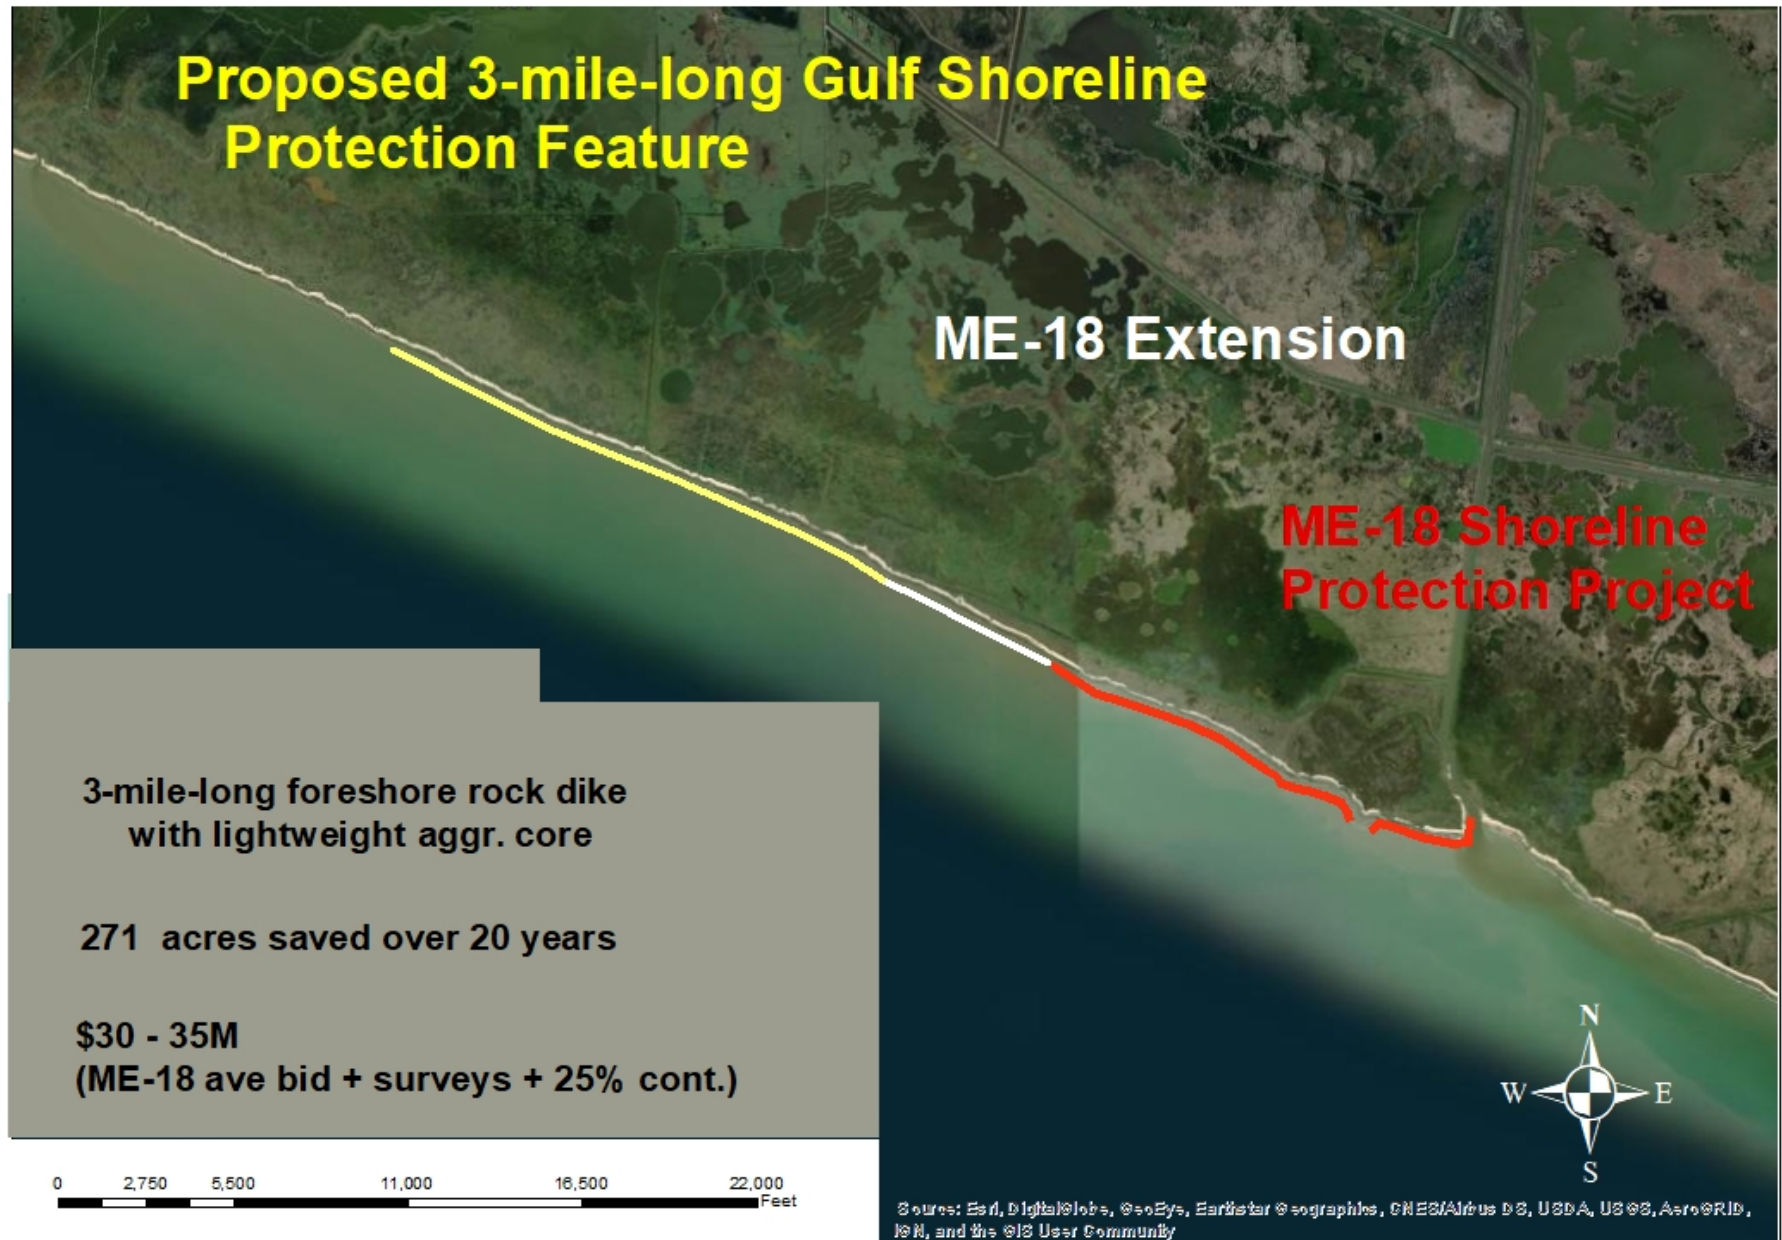 Proposed 3-mile-long Gulf Shoreline
Protection Feature
ME-18 Extension
ME-18 Shoreline
Protection Project
3-mile-long foreshore rock dike
with lightweight aggr. core
271 acres saved over 20 years
$30 - 35M
(ME-18 ave bid + surveys + 25% cont.)
N
W
E
S
0 2,750 5,500 11,000 16,500 22,000
Feet
Source: Esri, DigitalGlobe, GeoEye, Earthstar Geographics, CNES/Airbus DS, USDA, USGS, AeroGRID,
IGN, and the GIS User Community